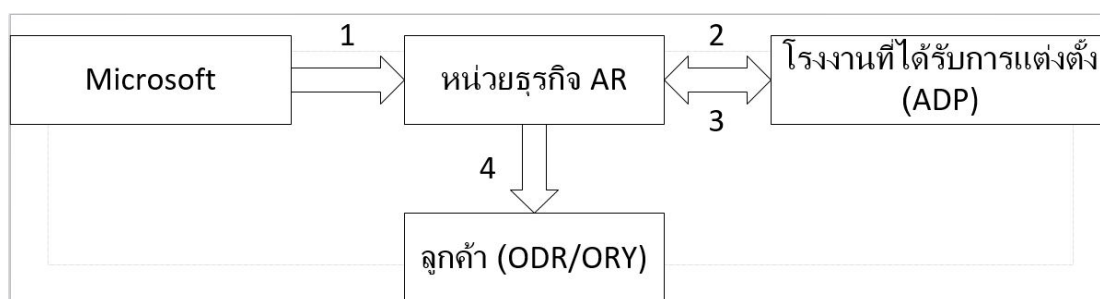 1
2
Microsoft
หน่วยธุรกิจ AR
โรงงานที่ได้รับการแต่งตั้ง
(ADP)
3
4
ลูกค้า (ODR/ORY)